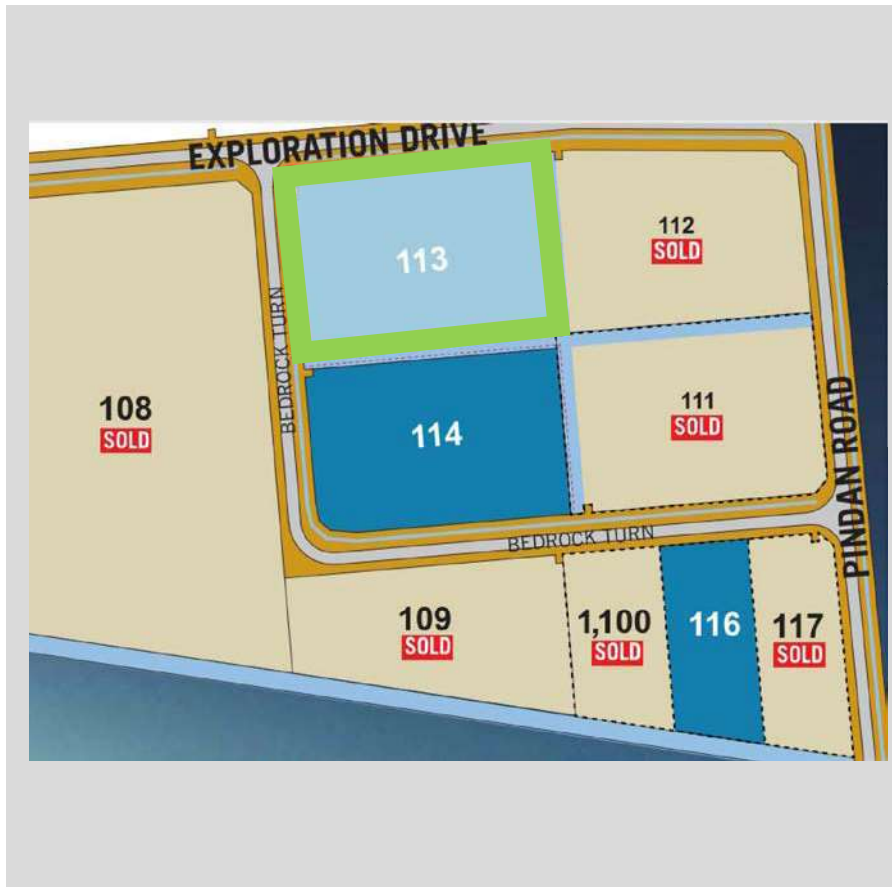 EXPLORATION DRIVE
112
SOLD
113
BEDROCK TURN
108
SOLD
111
SOLD
114
PINDAN ROAD
BEDROCK TURN
109
SOLD
1,100
SOLD
116
117
SOLD